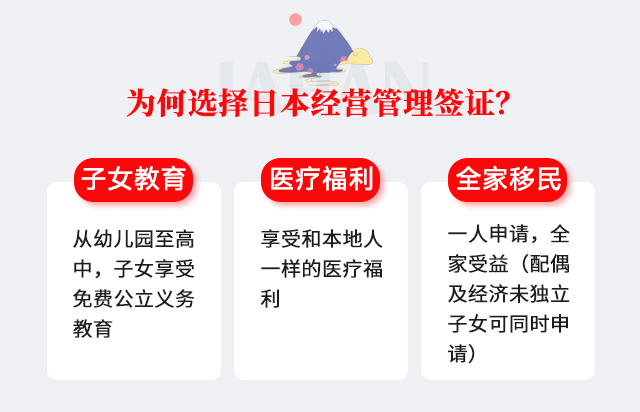 JAPAN
为何选择日本经营管理签证？
子女教育
从幼儿园至高
中，子女享受
免费公立义务
教育
医疗福利
享受和本地人
一样的医疗福
利
全家移民
一人申请，全
家受益（配偶
及经济未独立
子女可同时申
请）